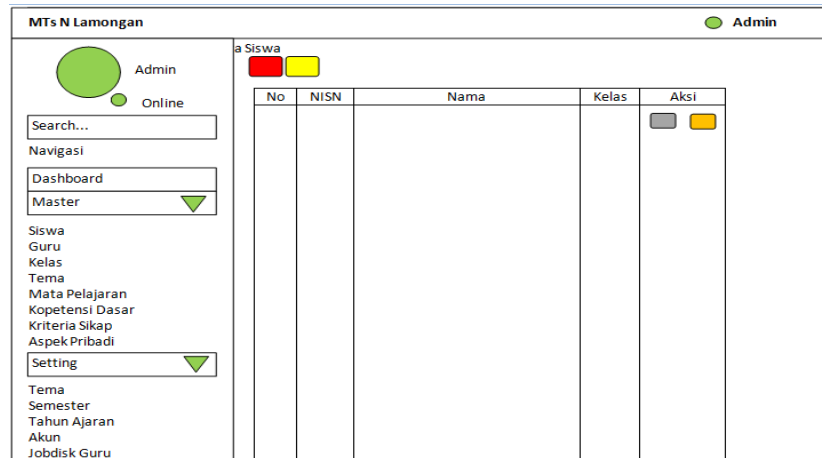 MTs N Lamongan
Admin
Admin
Online
Search...
Navigasi
Dashboard
Master
Siswa
Guru
Kelas
Tema
Mata Pelajaran
Kopetensi Dasar
Kriteria Sikap
Aspek Pribadi
Setting
Tema
Semester
Tahun Ajaran
Akun
Jobdisk Guru
a Siswa
No NISN Nama Kelas Aksi